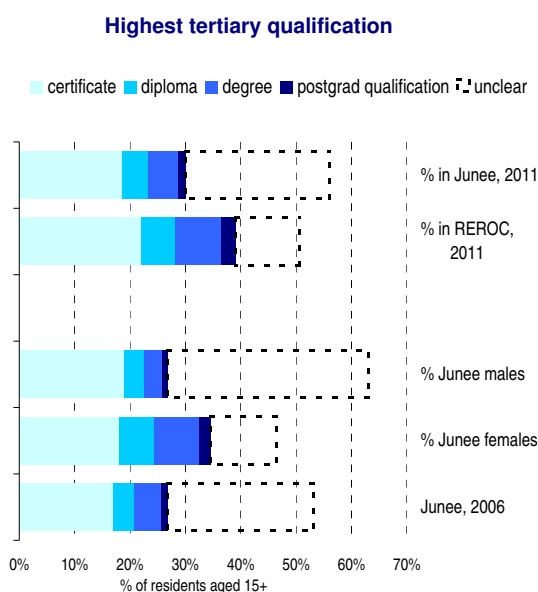 Highest tertiary qualification
certificate diploma degree postgrad qualification unclear
% in Junee, 2011
% in REROC,
2011
% Junee males
% Junee females
Junee, 2006
0% 10% 20% 30% 40% 50% 60% 70%
% of residents aged 15+